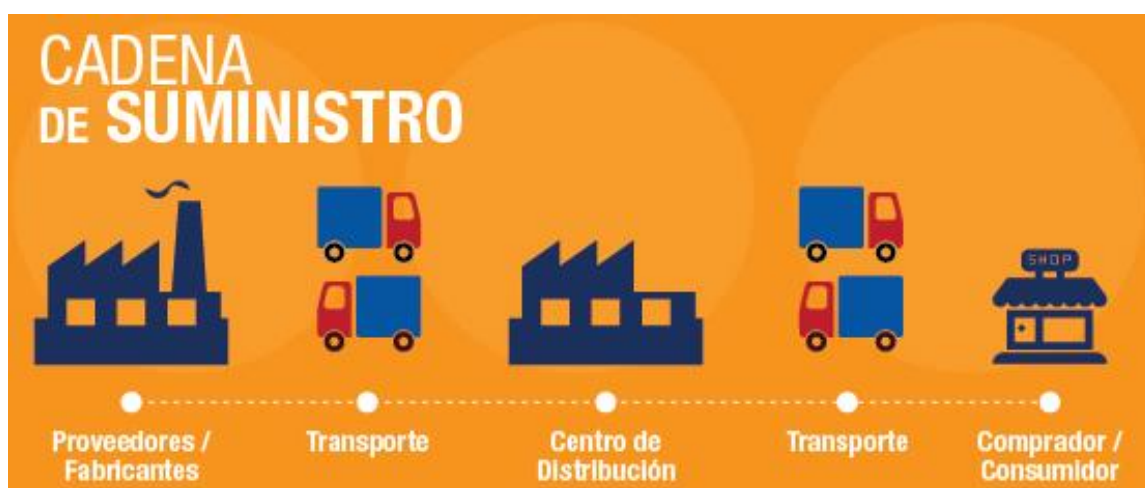 CADENA
DE SUMINISTRO
SHOP
Proveedores /
Fabricantes
Transporte
Centro de
Distribución
Transporte
Comprador /
Consumidor